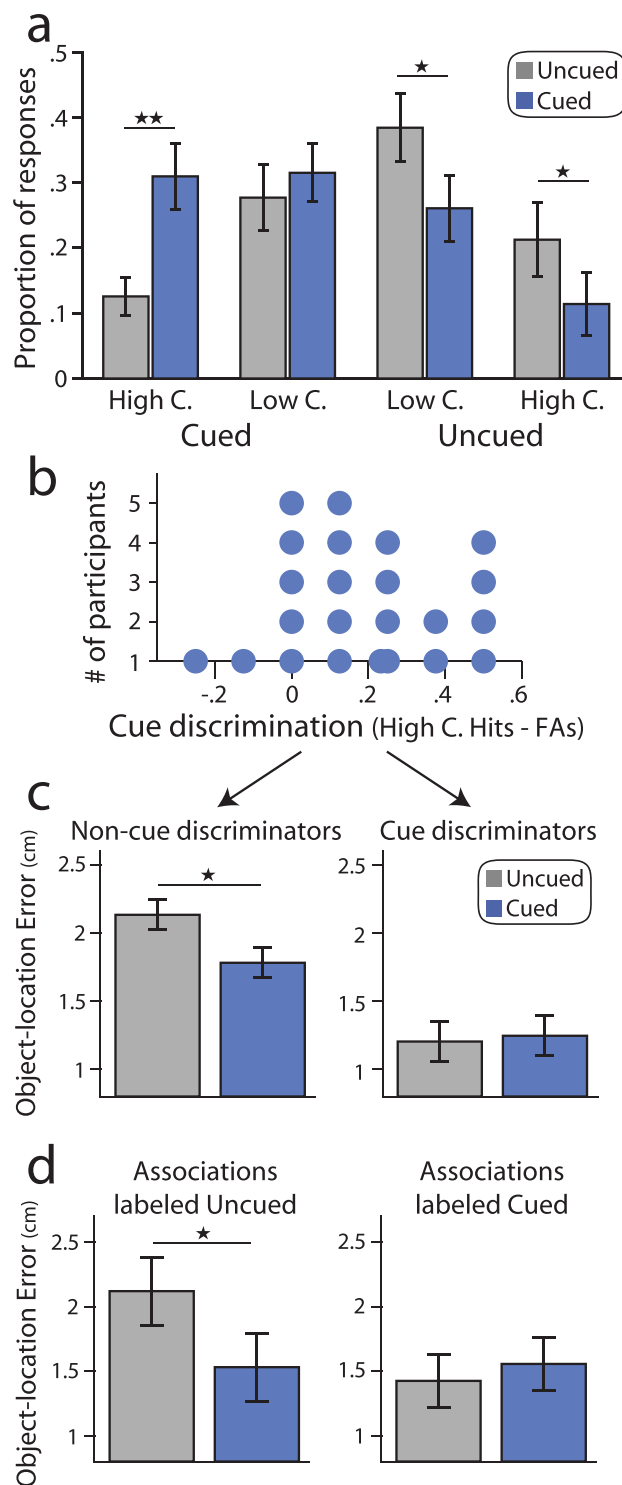 a
Proportion of responses
.5
.4
.3
.2
.1
0
★★
★
★
Uncued
Cued
High C.
Low C.
Low C.
High C.
Cued
Uncued
b
# of participants
5
4
3
2
1
-.2
0
.2
.4
.6
Cue discrimination (High C. Hits - FAs)
c
Non-cue discriminators
Cue discriminators
Object-location Error (cm)
2.5
2
1.5
1
★
2.5
2
1.5
1
Uncued
Cued
d
Associations
labeled Uncued
Associations
labeled Cued
Object-location Error (cm)
2.5
2
1.5
1
★
2.5
2
1.5
1